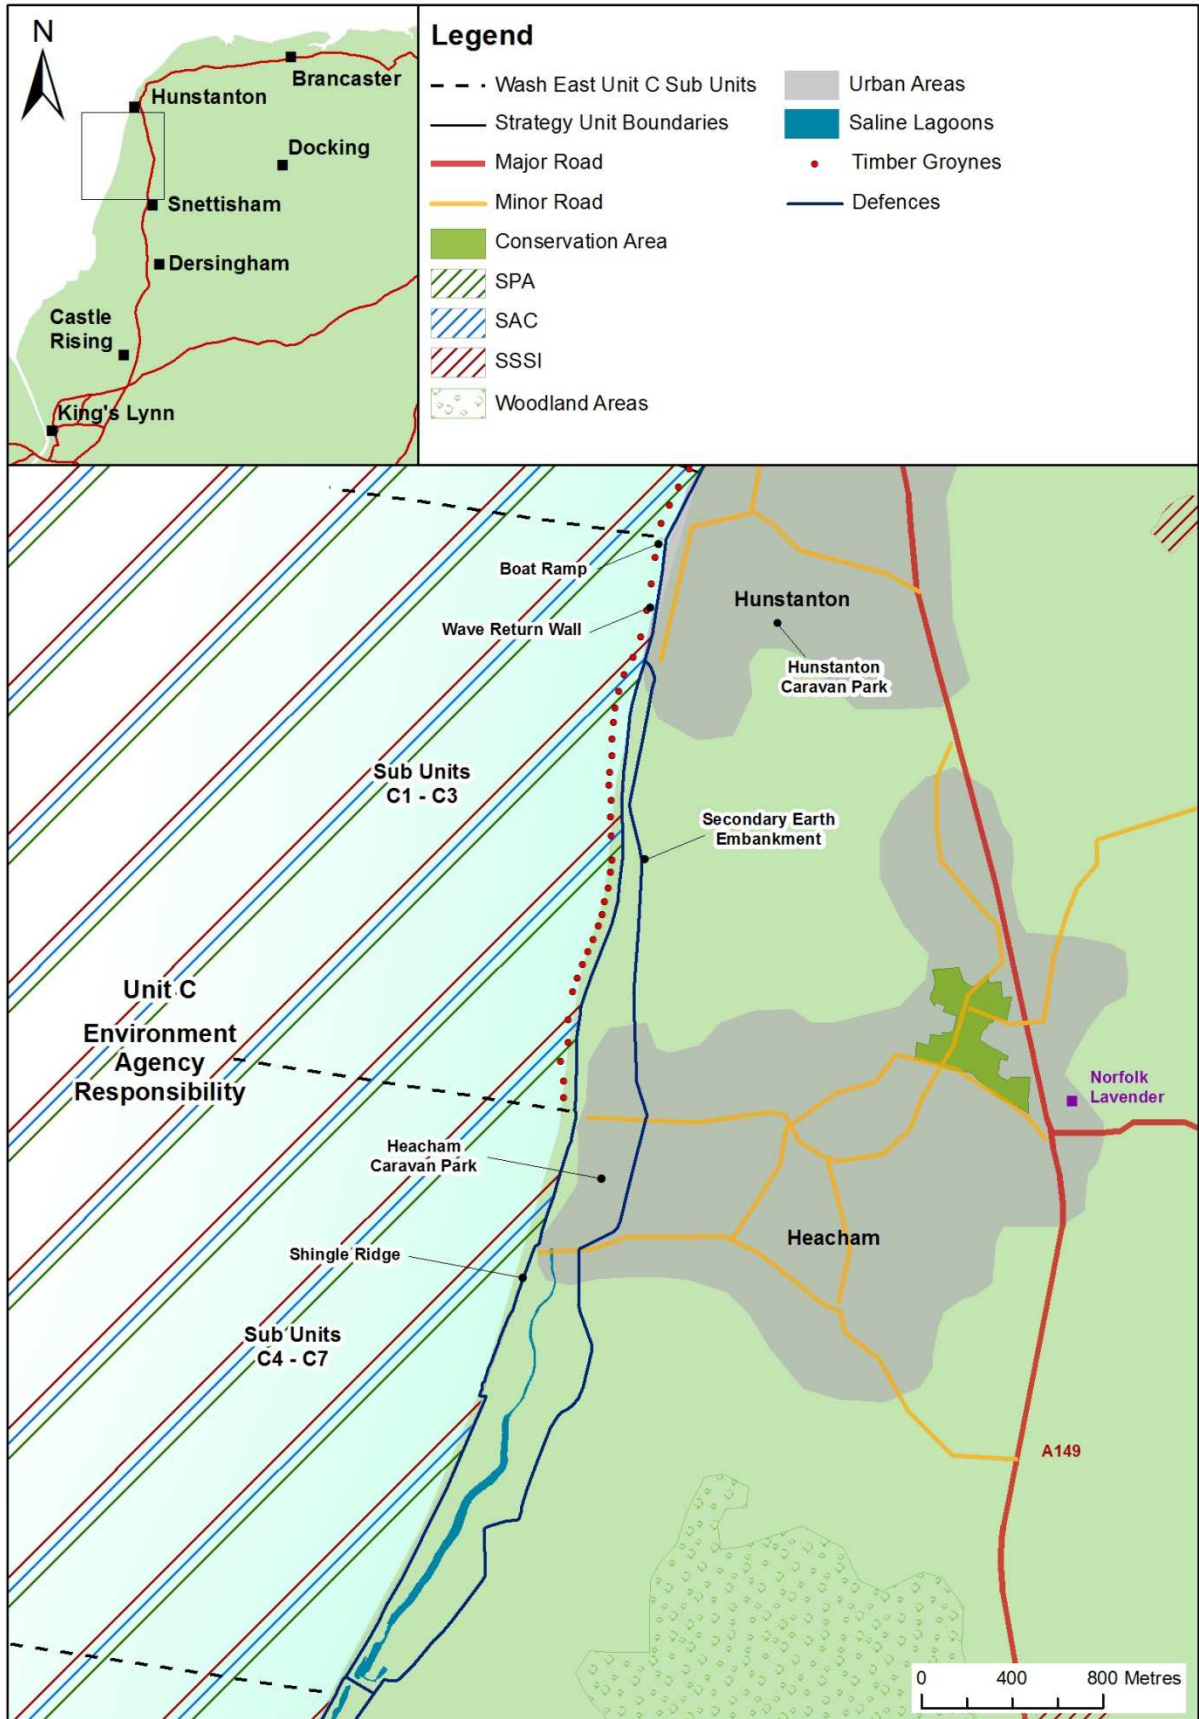 N
Brancaster
Hunstanton
Docking
Snettisham
Dersingham
Castle
Rising
King's Lynn
Legend
Wash East Unit C Sub Units
Strategy Unit Boundaries
Major Road
Minor Road
Conservation Area
SPA
SAC
SSSI
Woodland Areas
Urban Areas
Saline Lagoons
Timber Groynes
Defences
Boat Ramp
Wave Return Wall
Hunstanton
Hunstanton
Caravan Park
Sub Units
C1 - C3
Secondary Earth
Embankment
Unit C
Environment
Agency
Responsibility
Norfolk
Lavender
Heacham
Caravan Park
Heacham
Shingle Ridge
Sub Units
C4 - C7
A149
0 400 800 Metres